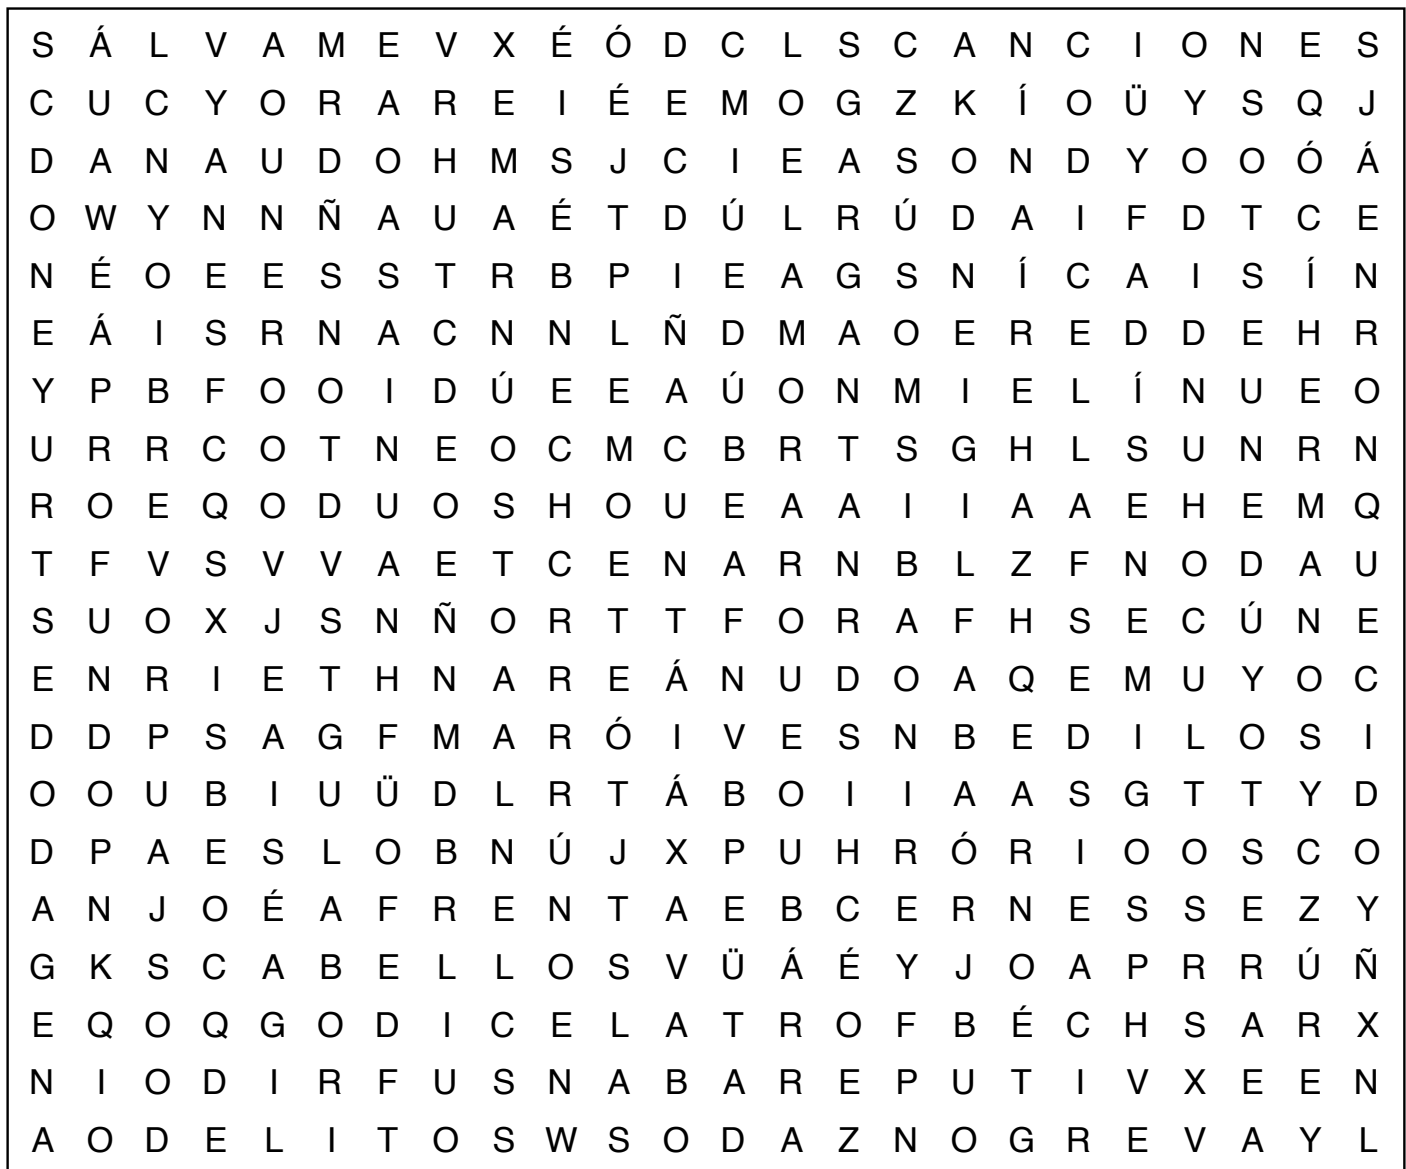 S Á L V A M E V X É Ó D C L S C A N C I O N E S
C U C Y O R A R E I É E M O G Z K Í O Ü Y S Q J
D A N A U D O H M S J C I E A S O N D Y O O Ó Á
O W Y N N Ñ A U A É T D Ú L R Ú D A I F D T C E
N É O E E S S T R B P I E A G S N Í C A I S Í N
E Á I S R N A C N N L Ñ D M A O E R E D D E H R
Y P B F O O I D Ú E E A Ú O N M I E L Í N U E O
U R R C O T N E O C M C B R T S G H L S U N R N
R O E Q O D U O S H O U E A A I I A A E H E M Q
T F V S V V A E T C E N A R N B L Z F N O D A U
S U O X J S N Ñ O R T T F O R A F H S E C Ú N E
E N R I E T H N A R E Á N U D O A Q E M U Y O C
D D P S A G F M A R Ó I V E S N B E D I L O S I
O O U B I U Ü D L R T Á B O I I A A S G T T Y D
D P A E S L O B N Ú J X P U H R Ó R I O O S C O
A N J O É A F R E N T A E B C E R N E S S E Z Y
G K S C A B E L L O S V Ü Á É Y J O A P R R Ú Ñ
E Q O Q G O D I C E L A T R O F B É C H S A R X
N I O D I R F U S N A B A R E P U T I V X E E N
A O D E L I T O S W S O D A Z N O G R E V A Y L